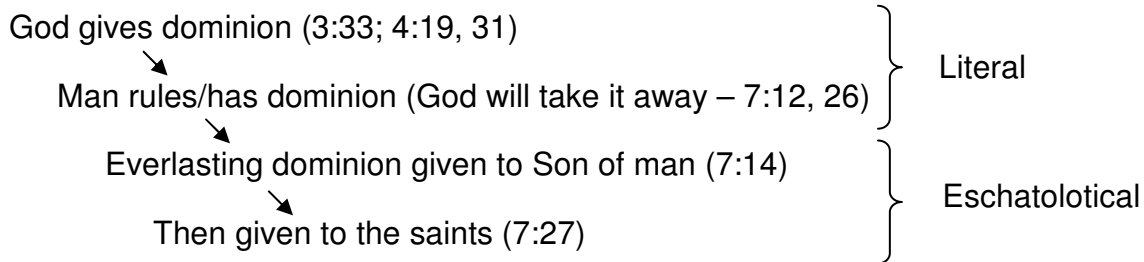 God gives dominion (3:33; 4:19, 31)
Literal
Man rules/has dominion (God will take it away – 7:12, 26)
Everlasting dominion given to Son of man (7:14)
Eschatolotical
Then given to the saints (7:27)